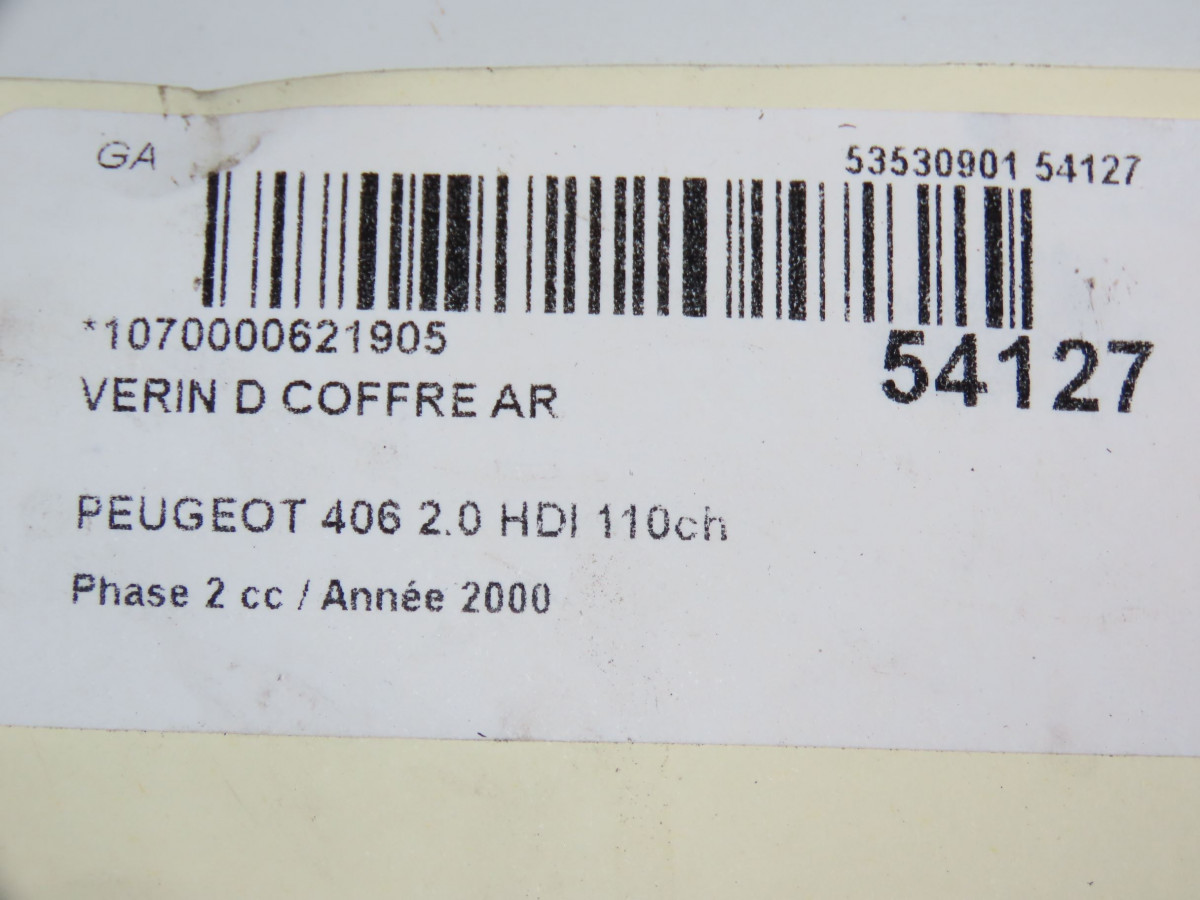 GA
53530901 54127
*1070000621905
54127
VERIN D COFFRE AR
PEUGEOT 406 2.0 HDI 110ch
Phase 2 cc / Année 2000